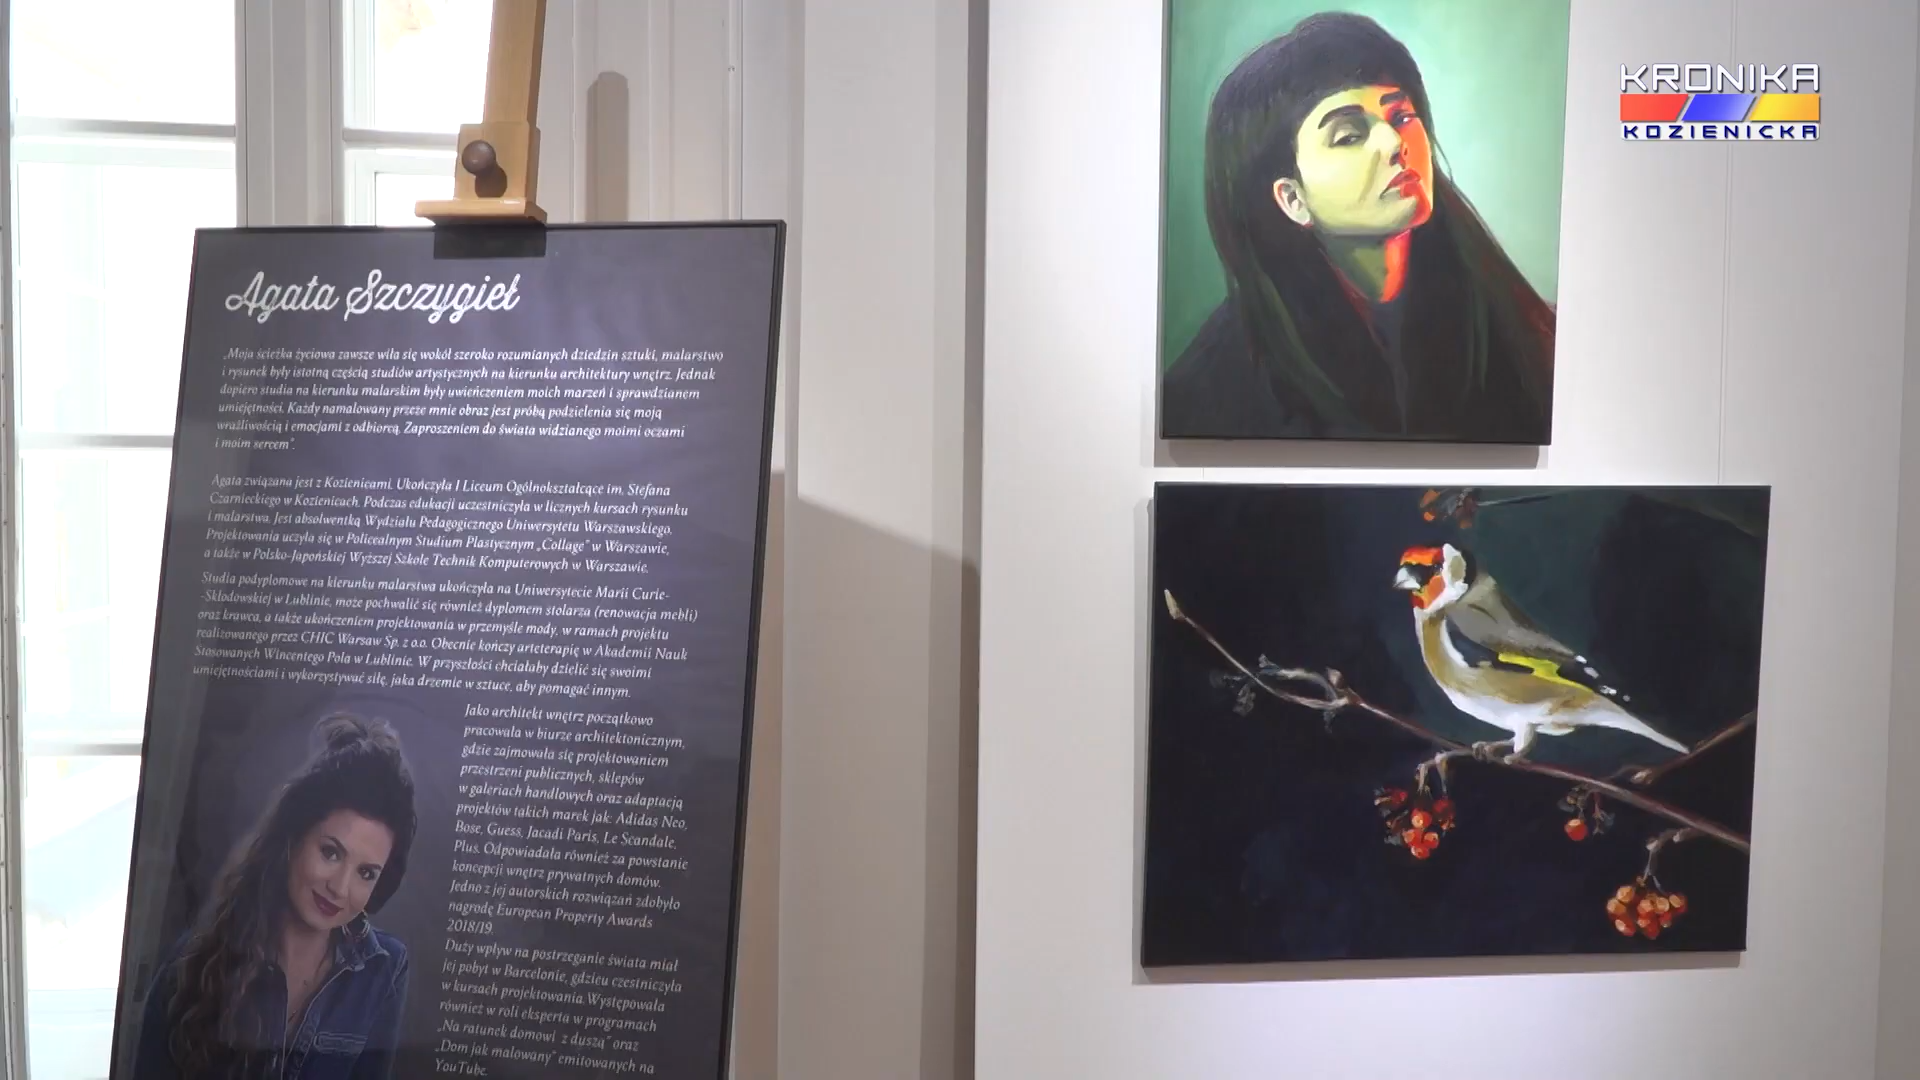 KRONIKA
KOZIENICKA
Agata Szczygieł
„Moja ścieżka życiowa zawsze wiła się wokół szeroko rozumianych dziedzin sztuki, malarstwo
i rysunek były istotną częścią studiów artystycznych na kierunku architektury wnętrz. Jednak
dopiero studia na kierunku malarskim były uwieńczeniem moich marzeń i sprawdzianem
umiejętności. Każdy namalowany przeze mnie obraz jest próbą podzielenia się moją
wrażliwością i emocjami z odbiorcą. Zaproszeniem do świata widzianego moimi oczami
i moim sercem”.
Agata związana jest z Kozienicami. Ukończyła I Liceum Ogólnokształcące im. Stefana
Czarnieckiego w Kozienicach. Podczas edukacji uczestniczyła w licznych kursach rysunku
i malarstwa. Jest absolwentką Wydziału Pedagogicznego Uniwersytetu Warszawskiego.
Projektowania uczyła się w Policealnym Studium Plastycznym „Collage” w Warszawie,
a także w Polsko-Japońskiej Wyższej Szkole Technik Komputerowych w Warszawie.
Studia podyplomowe na kierunku malarstwa ukończyła na Uniwersytecie Marii Curie-
-Skłodowskiej w Lublinie, może pochwalić się również dyplomem stolarza (renowacja mebli)
oraz krawca, a także ukończeniem projektowania w przemyśle mody, w ramach projektu
realizowanego przez CHIC Warsaw Sp. z o.o. Obecnie kończy arteterapię w Akademii Nauk
Stosowanych Wincentego Pola w Lublinie. W przyszłości chciałaby dzielić się swoimi
umiejętnościami i wykorzystywać siłę, jaka drzemie w sztuce, aby pomagać innym.
Jako architekt wnętrz początkowo
pracowała w biurze architektonicznym,
gdzie zajmowała się projektowaniem
przestrzeni publicznych, sklepów
w galeriach handlowych oraz adaptacją
projektów takich marek jak: Adidas Neo,
Bose, Guess, Jacadi Paris, Le Scandale,
Plus. Odpowiadała również za powstanie
koncepcji wnętrz prywatnych domów.
Jedno z jej autorskich rozwiązań zdobyło
nagrodę European Property Awards
2018/19.
Duży wpływ na postrzeganie świata miał
jej pobyt w Barcelonie, gdzieu czestniczyła
w kursach projektowania. Występowała
również w roli eksperta w programach
„Na ratunek domowi z duszą” oraz
„Dom jak malowany” emitowanych na
YouTube.